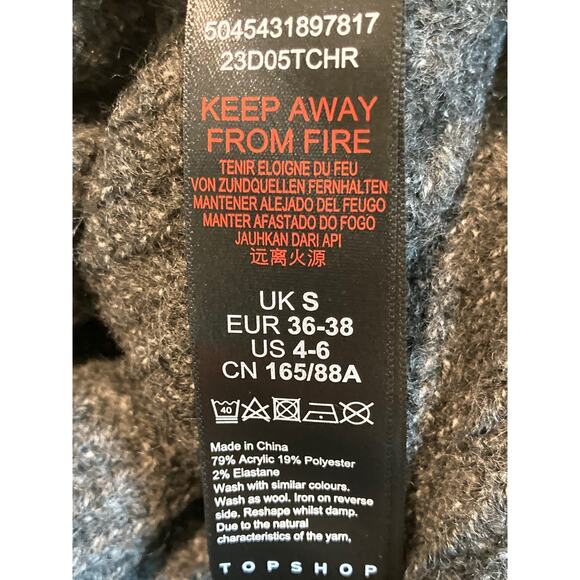 5045431897817
23D05TCHR
KEEP AWAY
FROM FIRE
TENIR ELOIGNE DU FEU
VON ZUNDQUELLEN FERNHALTEN
MANTENER ALEJADO DEL FEUGO
MANTER AFASTADO DO FOGO
JAUHKAN DARI API
远离火源
UK S
EUR 36-38
US 4-6
CN 165/88A
40
Made in China
79% Acrylic 19% Polyester
2% Elastane
Wash with similar colours.
Wash as wool. Iron on reverse
side. Reshape whilst damp.
Due to the natural
characteristics of the yarn,
TOPSHOP